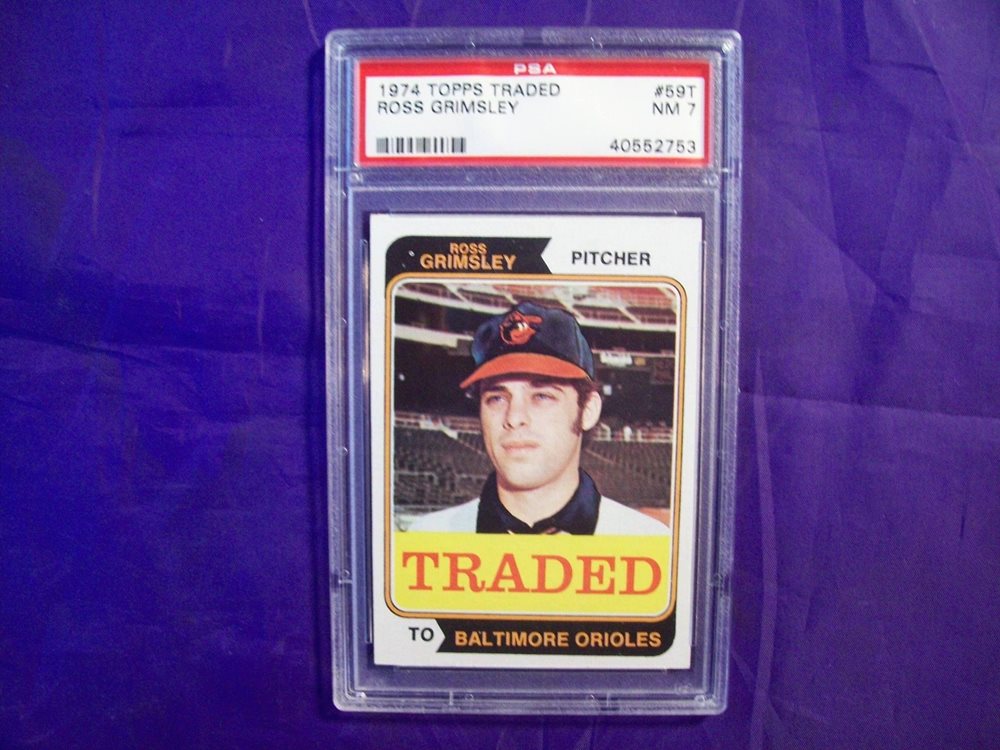 PSA
1974 TOPPS TRADED #59T
ROSS GRIMSLEY NM 7
40552753
ROSS
GRIMSLEY
PITCHER
TRADED
TO BALTIMORE ORIOLES